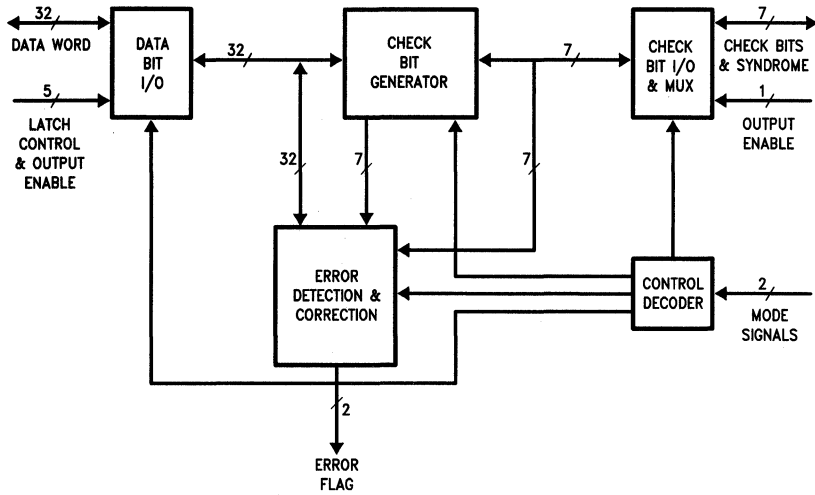 32
DATA WORD
5
LATCH
CONTROL
& OUTPUT
ENABLE
DATA
BIT
I/O
32
CHECK
BIT
GENERATOR
7
CHECK
BIT I/O
& MUX
7
CHECK BITS
& SYNDROME
1
OUTPUT
ENABLE
32
7
7
ERROR
DETECTION &
CORRECTION
CONTROL
DECODER
2
MODE
SIGNALS
2
ERROR
FLAG